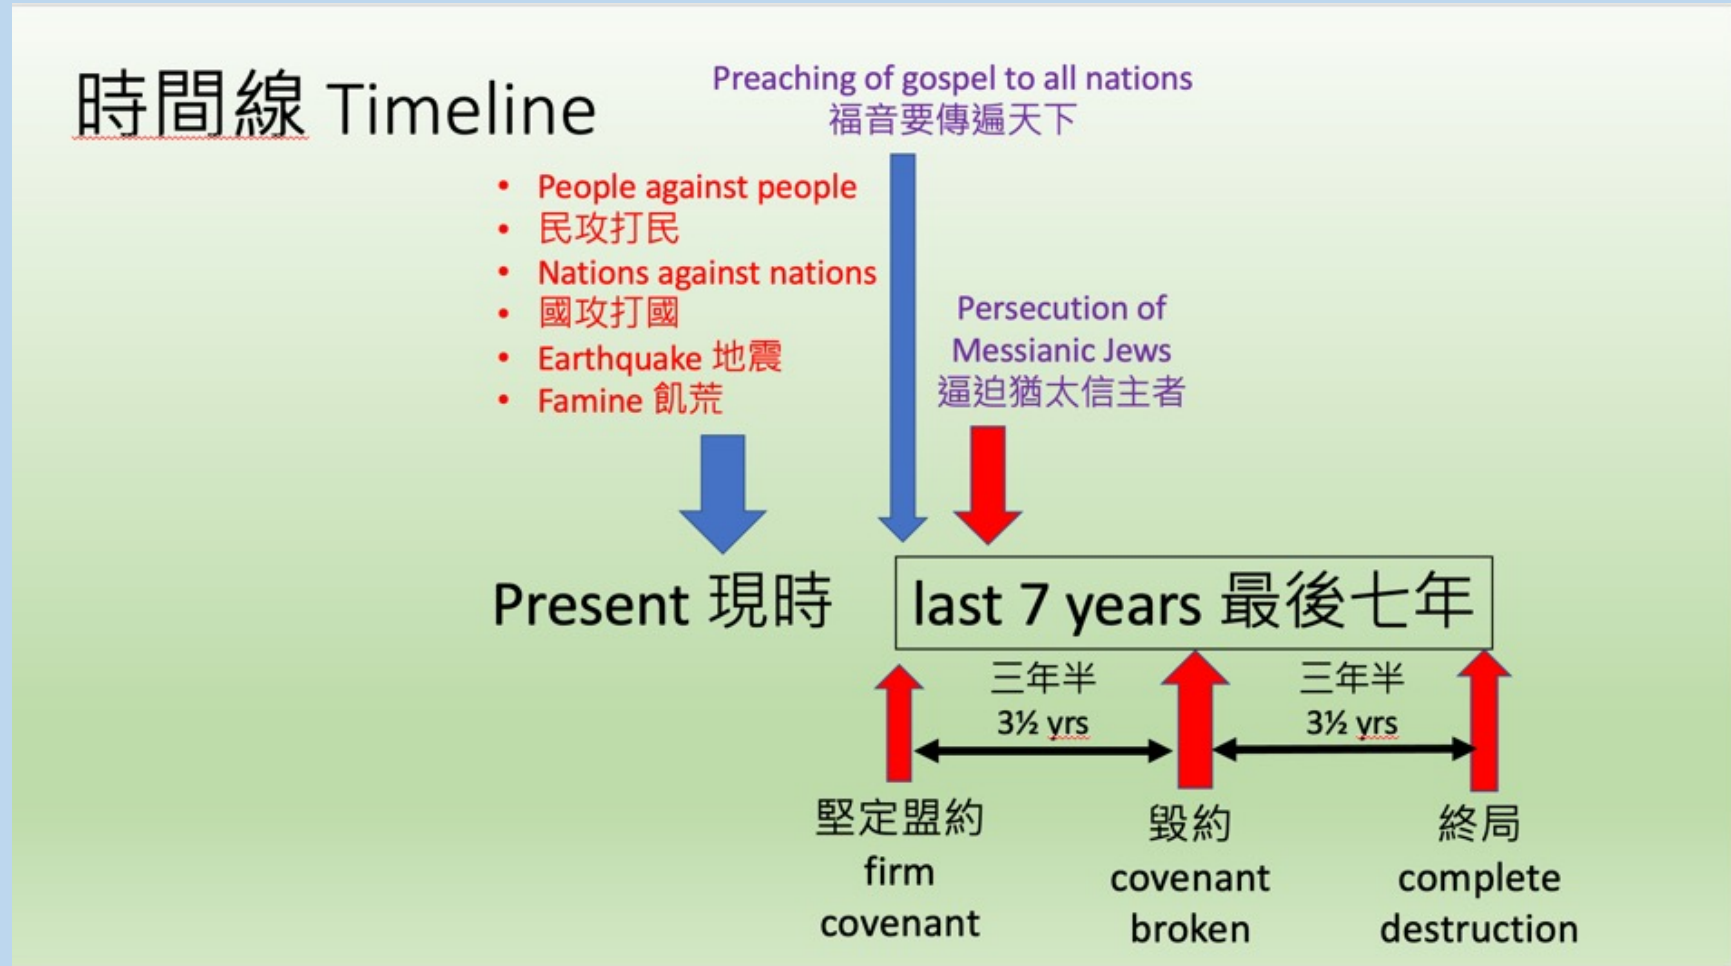 時間線 Timeline
Preaching of gospel to all nations
福音要傳遍天下
• People against people
• 民攻打民
• Nations against nations
• 國攻打國
• Earthquake 地震
• Famine 飢荒
Persecution of
Messianic Jews
逼迫猶太信主者
Present 現時
last 7 years 最後七年
三年半
3½ yrs
三年半
3½ yrs
堅定盟約
firm
covenant
毀約
covenant
broken
終局
complete
destruction